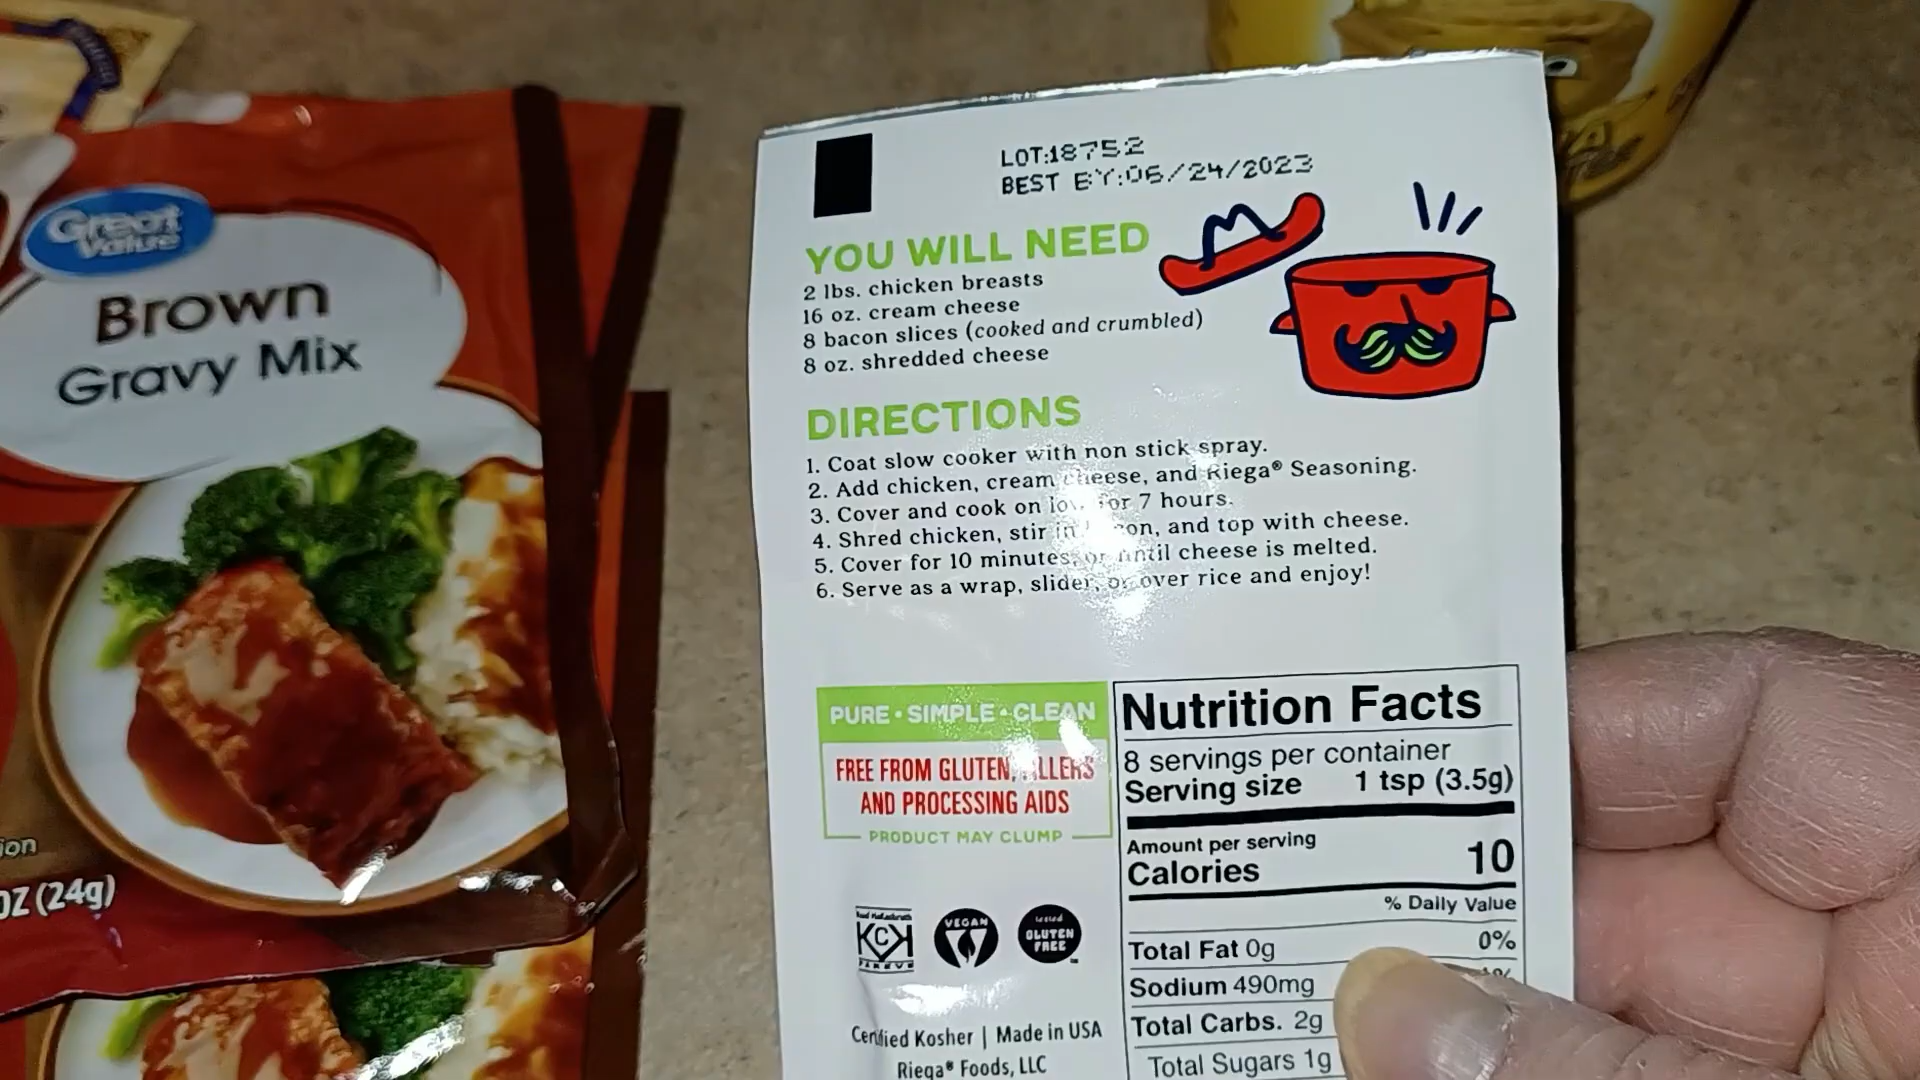 Great
Value
Brown
Gravy Mix
OZ (24g)
LOT:18752
BEST BY:06/24/2023
YOU WILL NEED
2 lbs. chicken breasts
16 oz. cream cheese
8 bacon slices (cooked and crumbled)
8 oz. shredded cheese
DIRECTIONS
1. Coat slow cooker with non stick spray.
2. Add chicken, cream cheese, and Riega® Seasoning.
3. Cover and cook on low for 7 hours.
4. Shred chicken, stir in bacon, and top with cheese.
5. Cover for 10 minutes, or until cheese is melted.
6. Serve as a wrap, slider, or over rice and enjoy!
PURE • SIMPLE • CLEAN
FREE FROM GLUTEN, FILLERS
AND PROCESSING AIDS
PRODUCT MAY CLUMP
KCK
PAREVE
VEGAN
tested
GLUTEN
FREE
Certified Kosher | Made in USA
Riega® Foods, LLC
Nutrition Facts
8 servings per container
Serving size 1 tsp (3.5g)
Amount per serving
Calories 10
% Daily Value
Total Fat 0g 0%
Sodium 490mg
Total Carbs. 2g
Total Sugars 1g